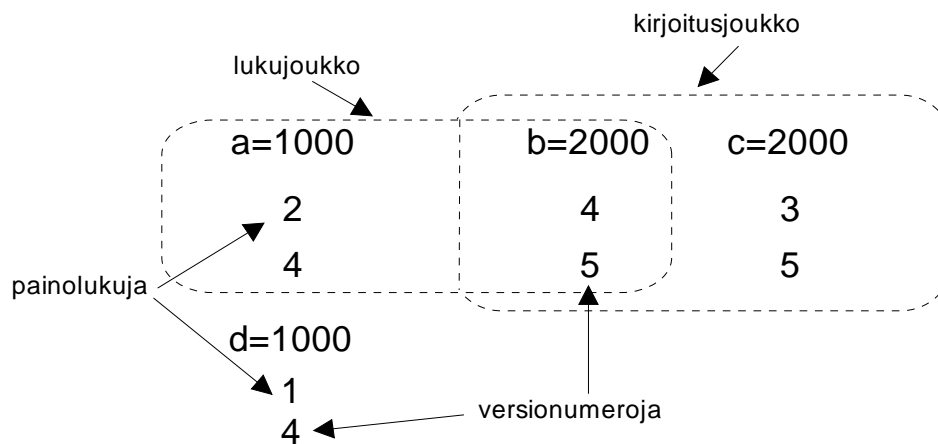 kirjoitusjoukko
lukujoukko
a=1000 b=2000 c=2000
2 4 3
4 5 5
painolukuja
d=1000
1
versionumeroja
4